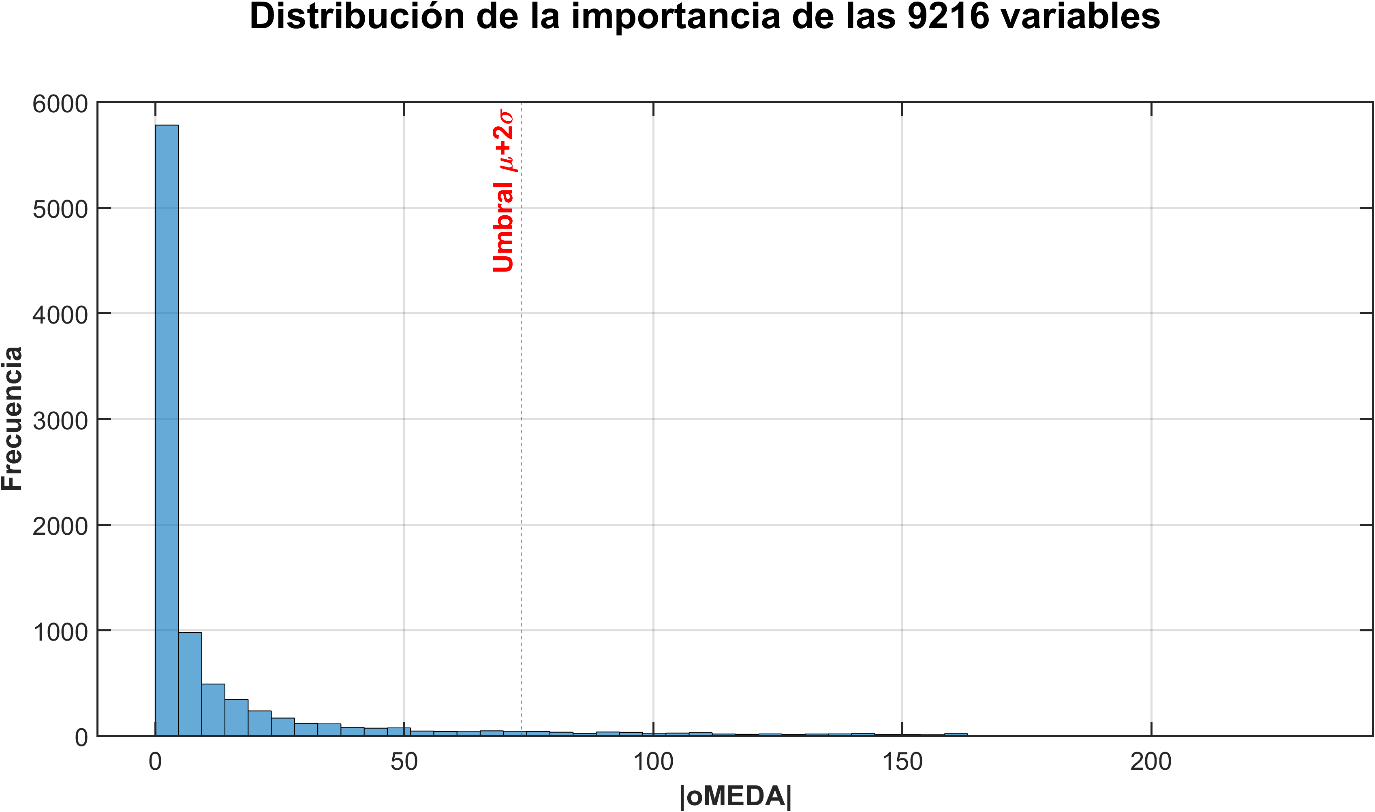 Distribución de la importancia de las 9216 variables
6000
5000
4000
3000
2000
1000
0
Frecuencia
Umbral μ+2σ
0 50 100 150 200
|oMEDA|